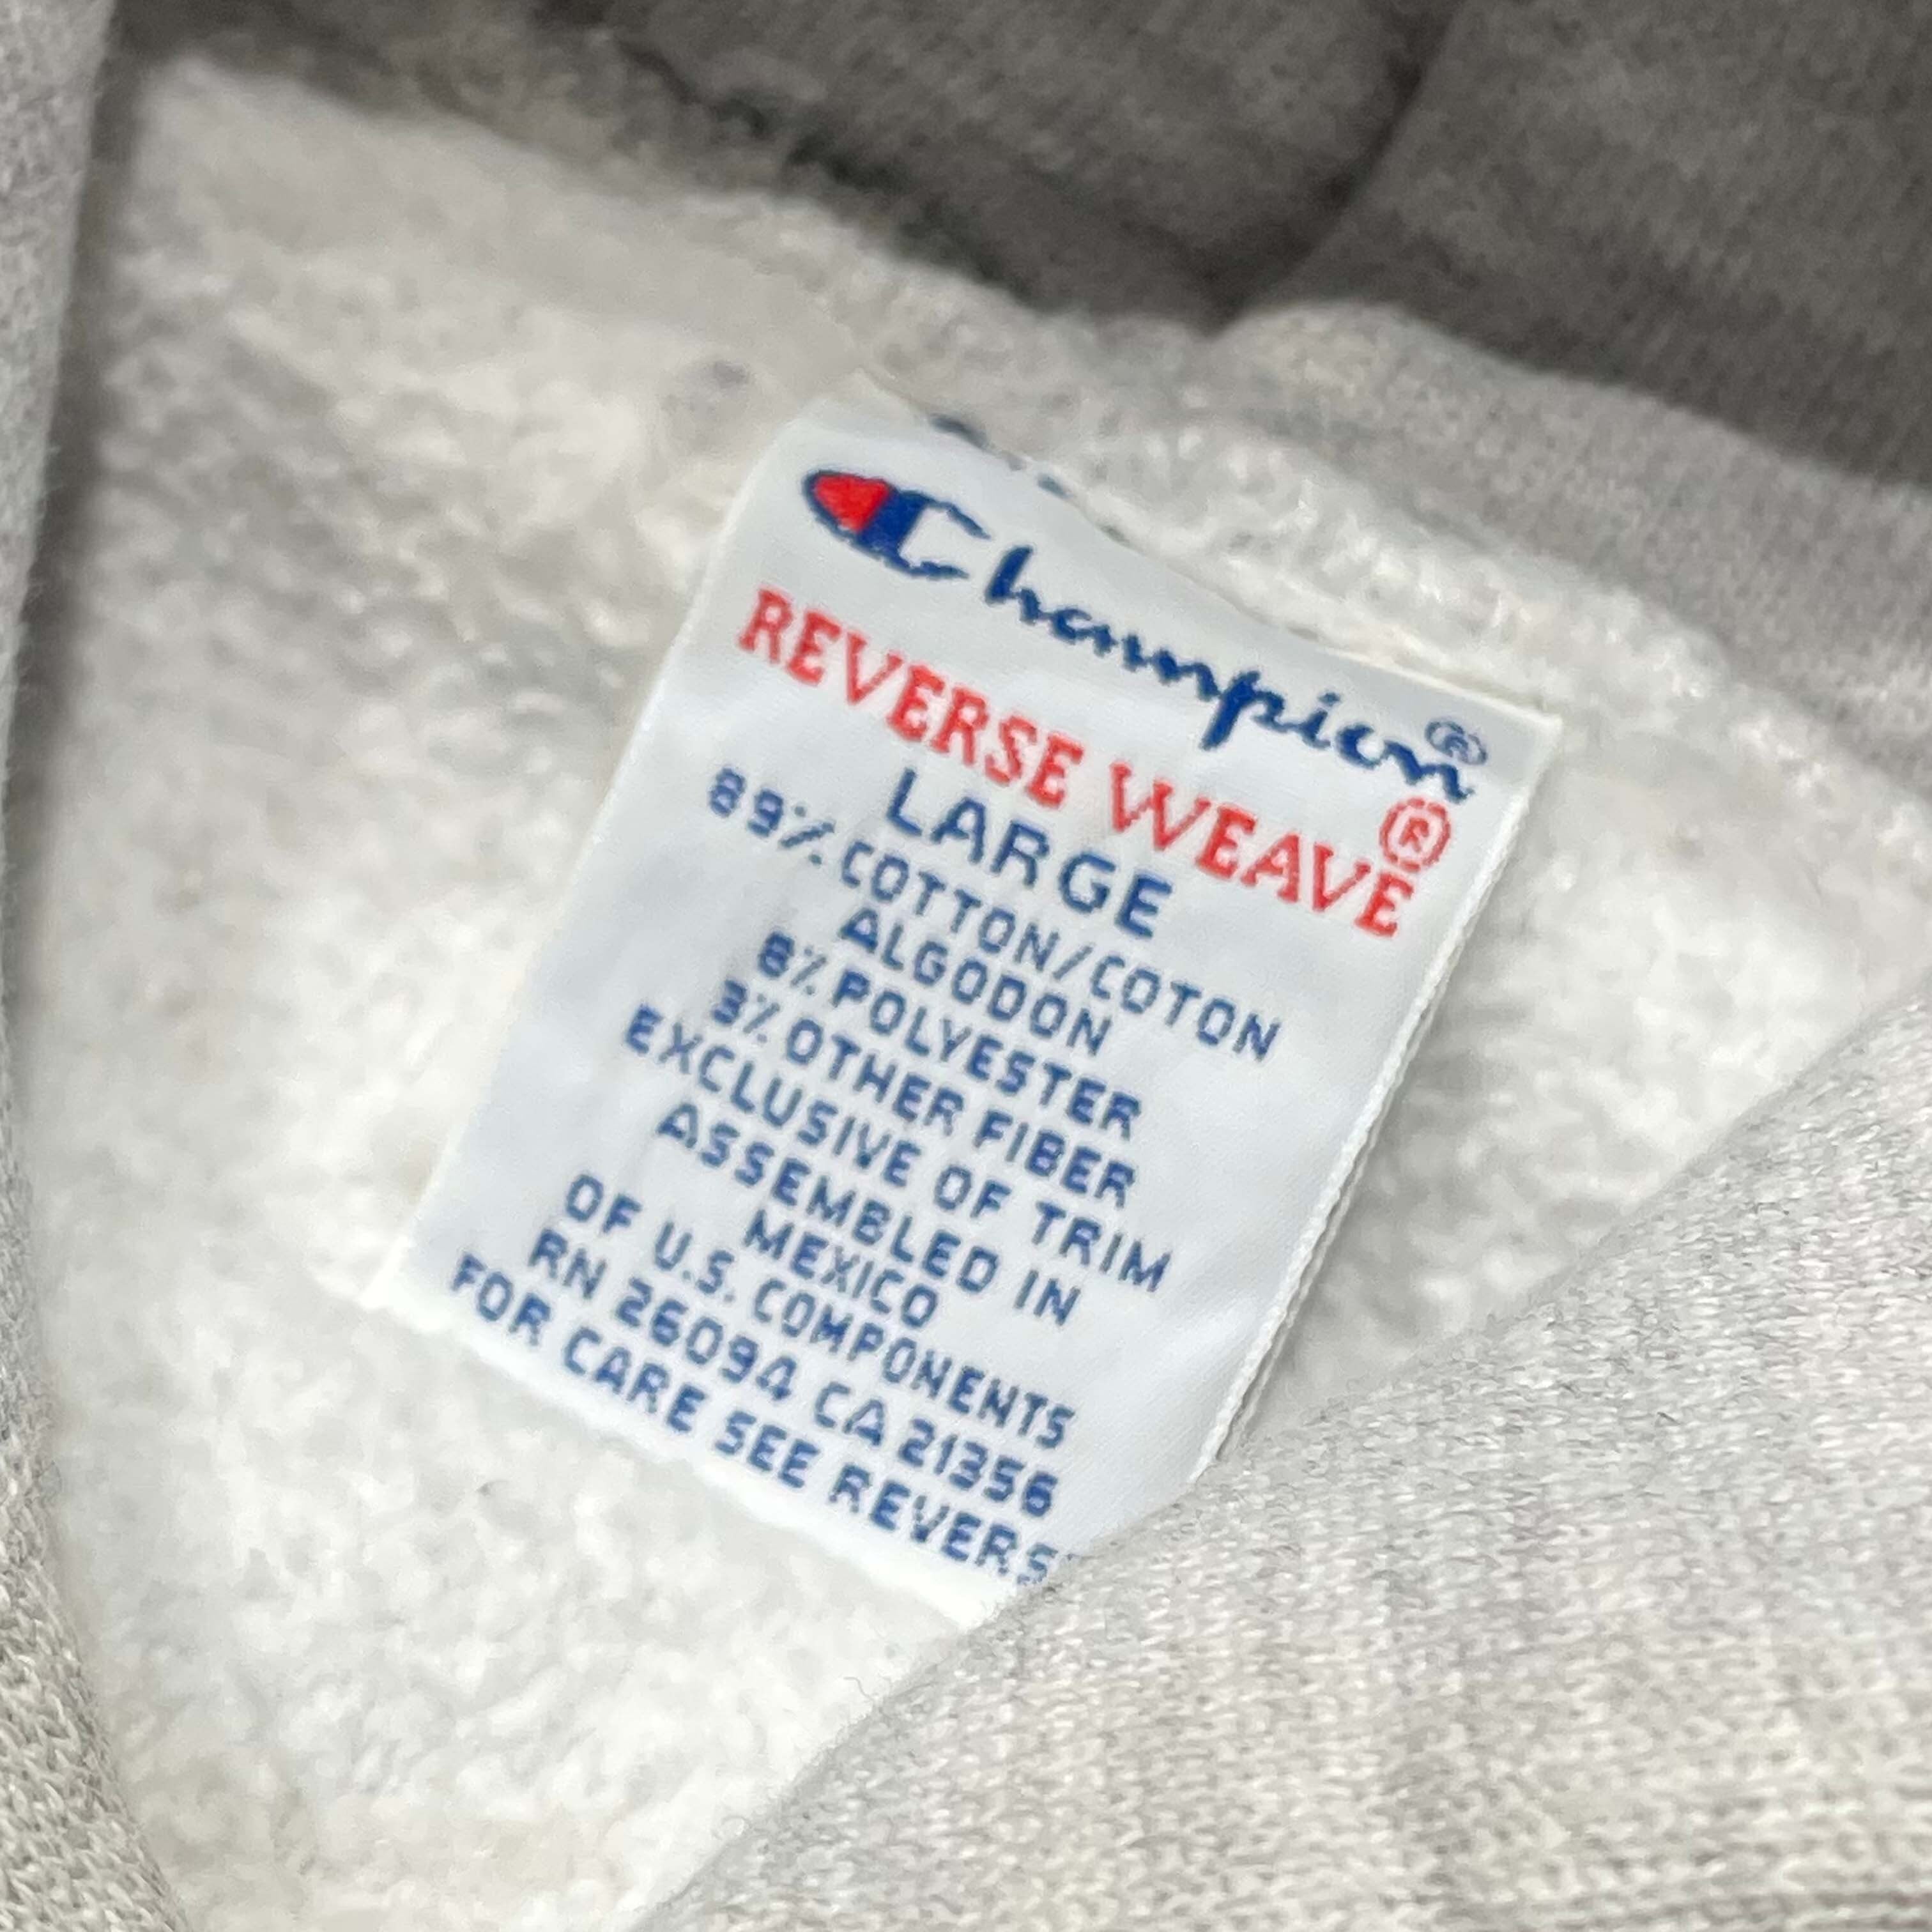 Champion®
REVERSE WEAVE®
LARGE
89% COTTON/COTON
ALGODON
8% POLYESTER
3% OTHER FIBER
EXCLUSIVE OF TRIM
ASSEMBLED IN
MEXICO
OF U.S. COMPONENTS
RN 26094 CA 21356
FOR CARE SEE REVERS